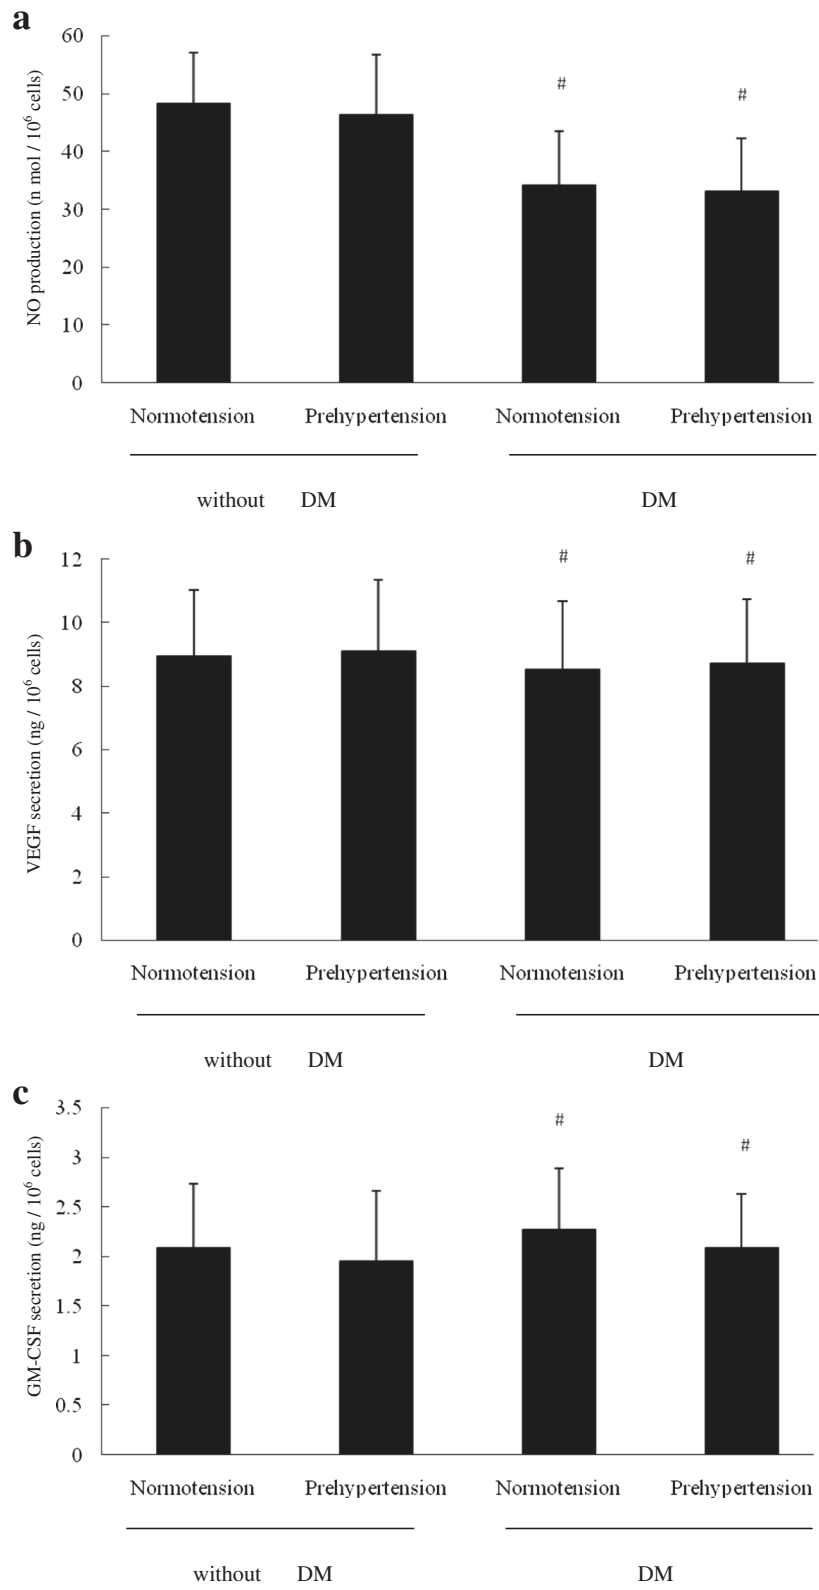 a
NO production (n mol / 10⁶ cells)
60
50
40
30
20
10
0
#
#
Normotension Prehypertension Normotension Prehypertension
without DM DM
b
VEGF secretion (ng / 10⁶ cells)
12
10
8
6
4
2
0
#
#
Normotension Prehypertension Normotension Prehypertension
without DM DM
c
GM-CSF secretion (ng / 10⁶ cells)
3.5
3
2.5
2
1.5
1
0.5
0
#
#
Normotension Prehypertension Normotension Prehypertension
without DM DM